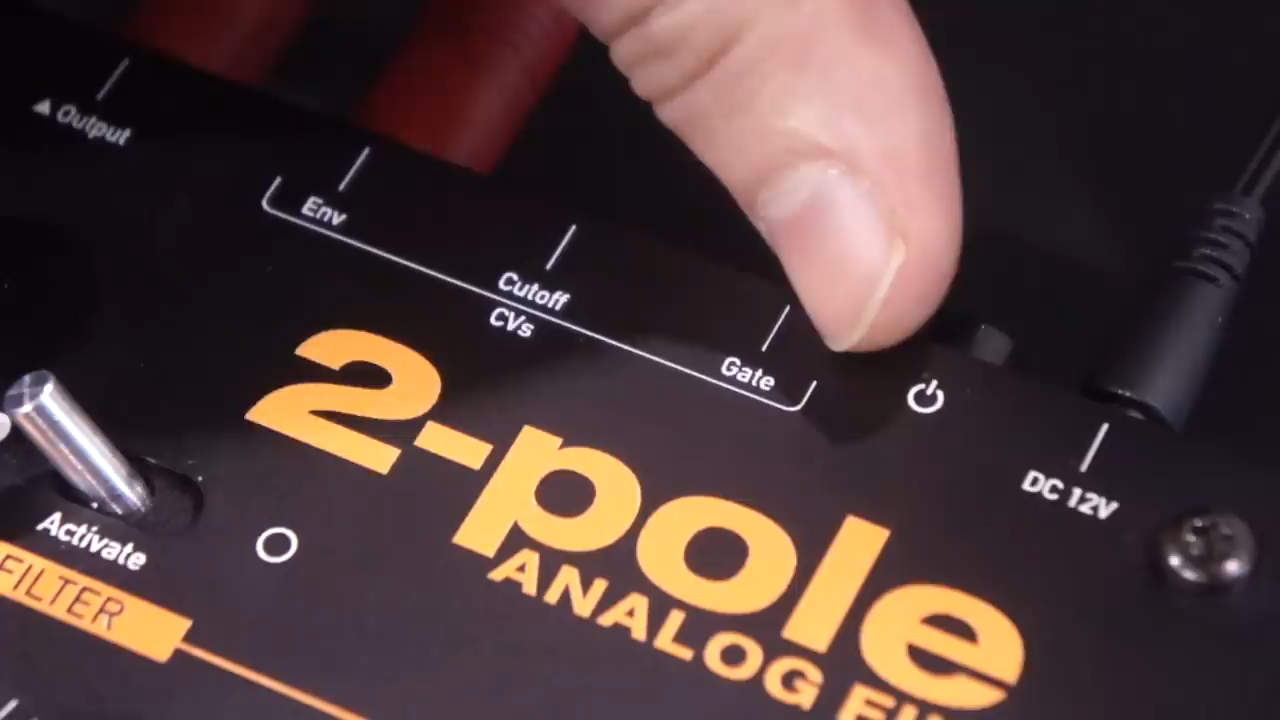 ▲ Output
Env
Cutoff
CVs
Gate
DC 12V
2-pole
ANALOG
Activate
FILTER